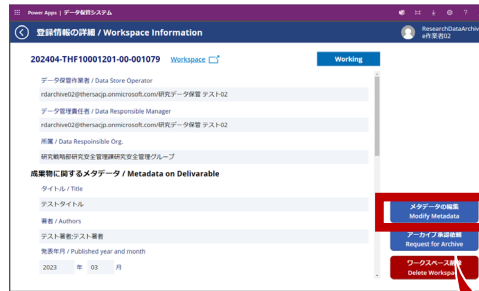 Power Apps | データ保管システム
登録情報の詳細 / Workspace Information
ResearchDataArchiv
e作業者02
202404-THF10001201-00-001079 Workspace
Working
データ保管作業者 / Data Store Operator
rdarchive02@thersacjp.onmicrosoft.com/研究データ保管 テスト02
データ管理責任者 / Data Responsible Manager
rdarchive02@thersacjp.onmicrosoft.com/研究データ保管 テスト02
所属 / Data Respoinsible Org.
研究戦略部研究安全管理課研究安全管理グループ
成果物に関するメタデータ / Metadata on Delivarable
タイトル / Title
テストタイトル
著者 / Authors
テスト著者;テスト著者
発表年月 / Published year and month
2023 年 03 月
メタデータの編集
Modify Metadata
アーカイブ承認依頼
Request for Archive
ワークスペース削除
Delete Workspace